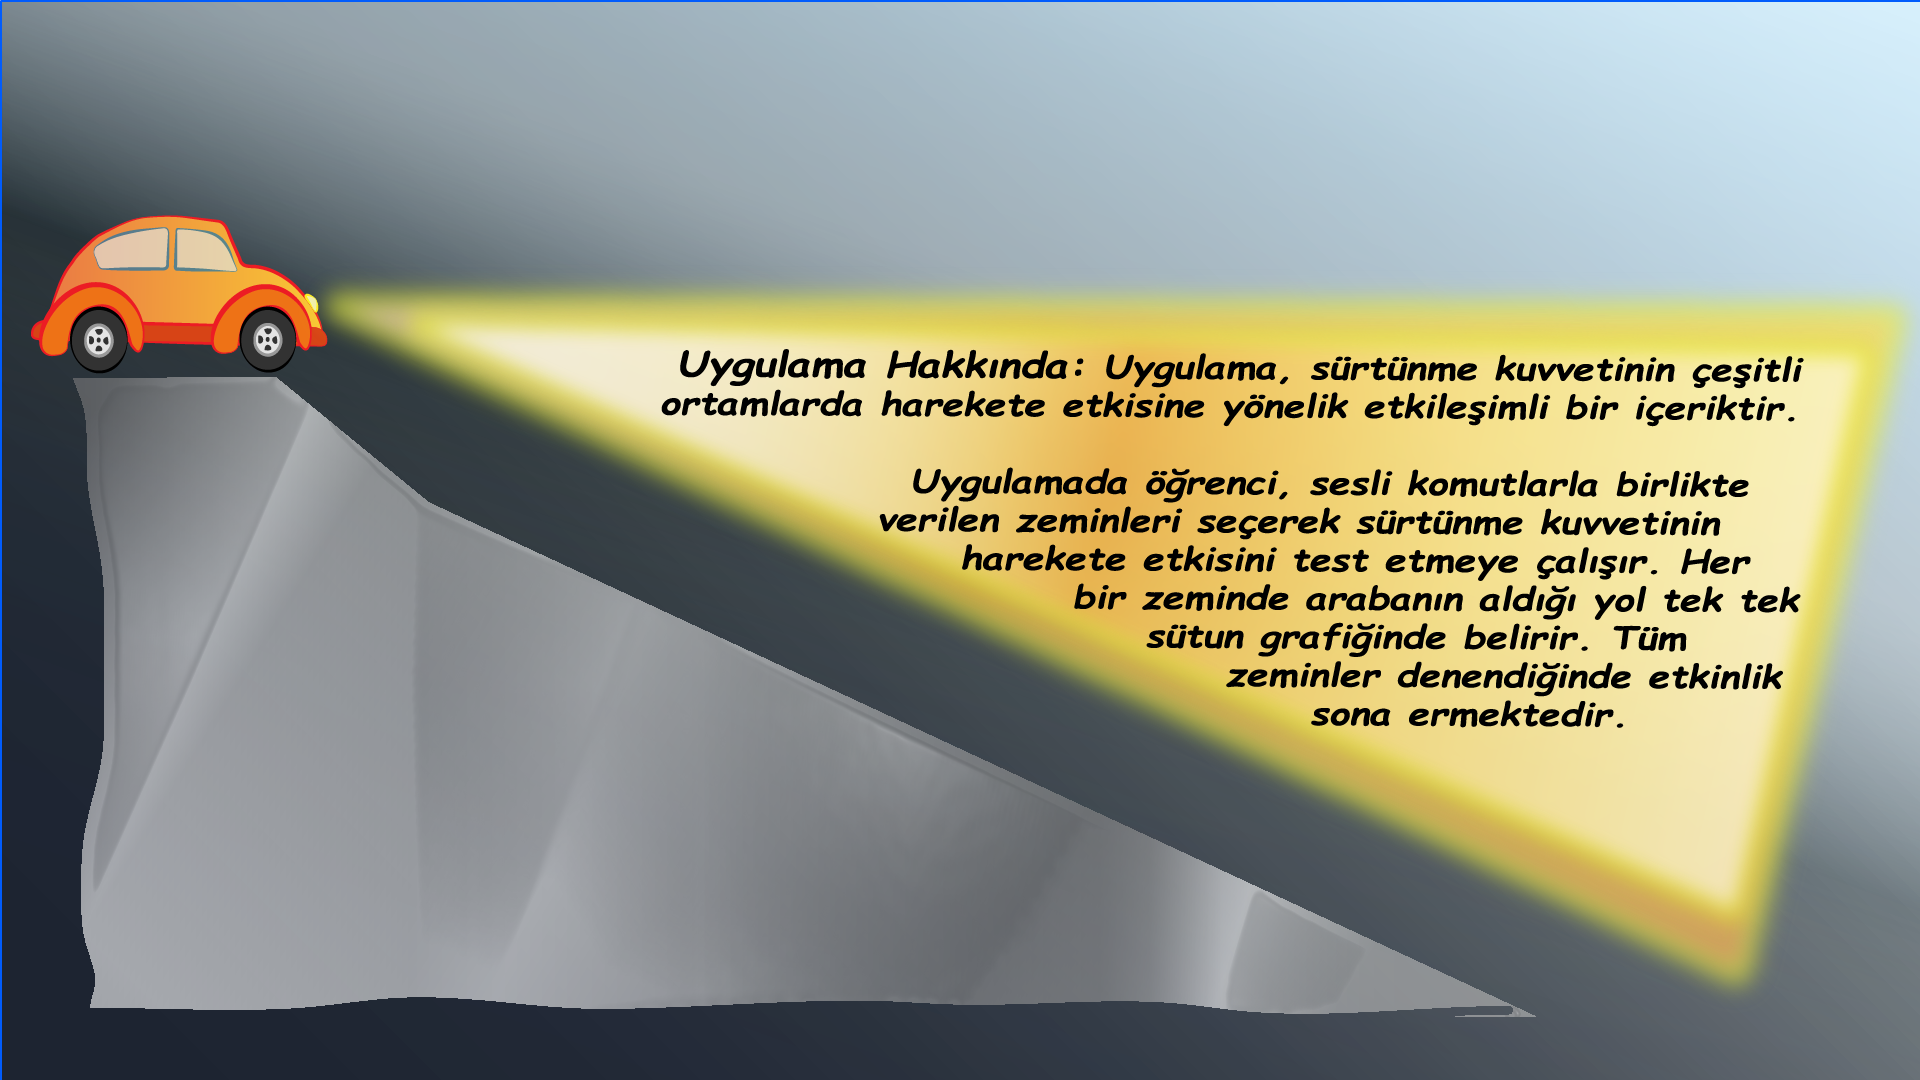 Uygulama Hakkında: Uygulama, sürtünme kuvvetinin çeşitli
ortamlarda harekete etkisine yönelik etkileşimli bir içeriktir.
Uygulamada öğrenci, sesli komutlarla birlikte
verilen zeminleri seçerek sürtünme kuvvetinin
harekete etkisini test etmeye çalışır. Her
bir zeminde arabanın aldığı yol tek tek
sütun grafiğinde belirir. Tüm
zeminler denendiğinde etkinlik
sona ermektedir.